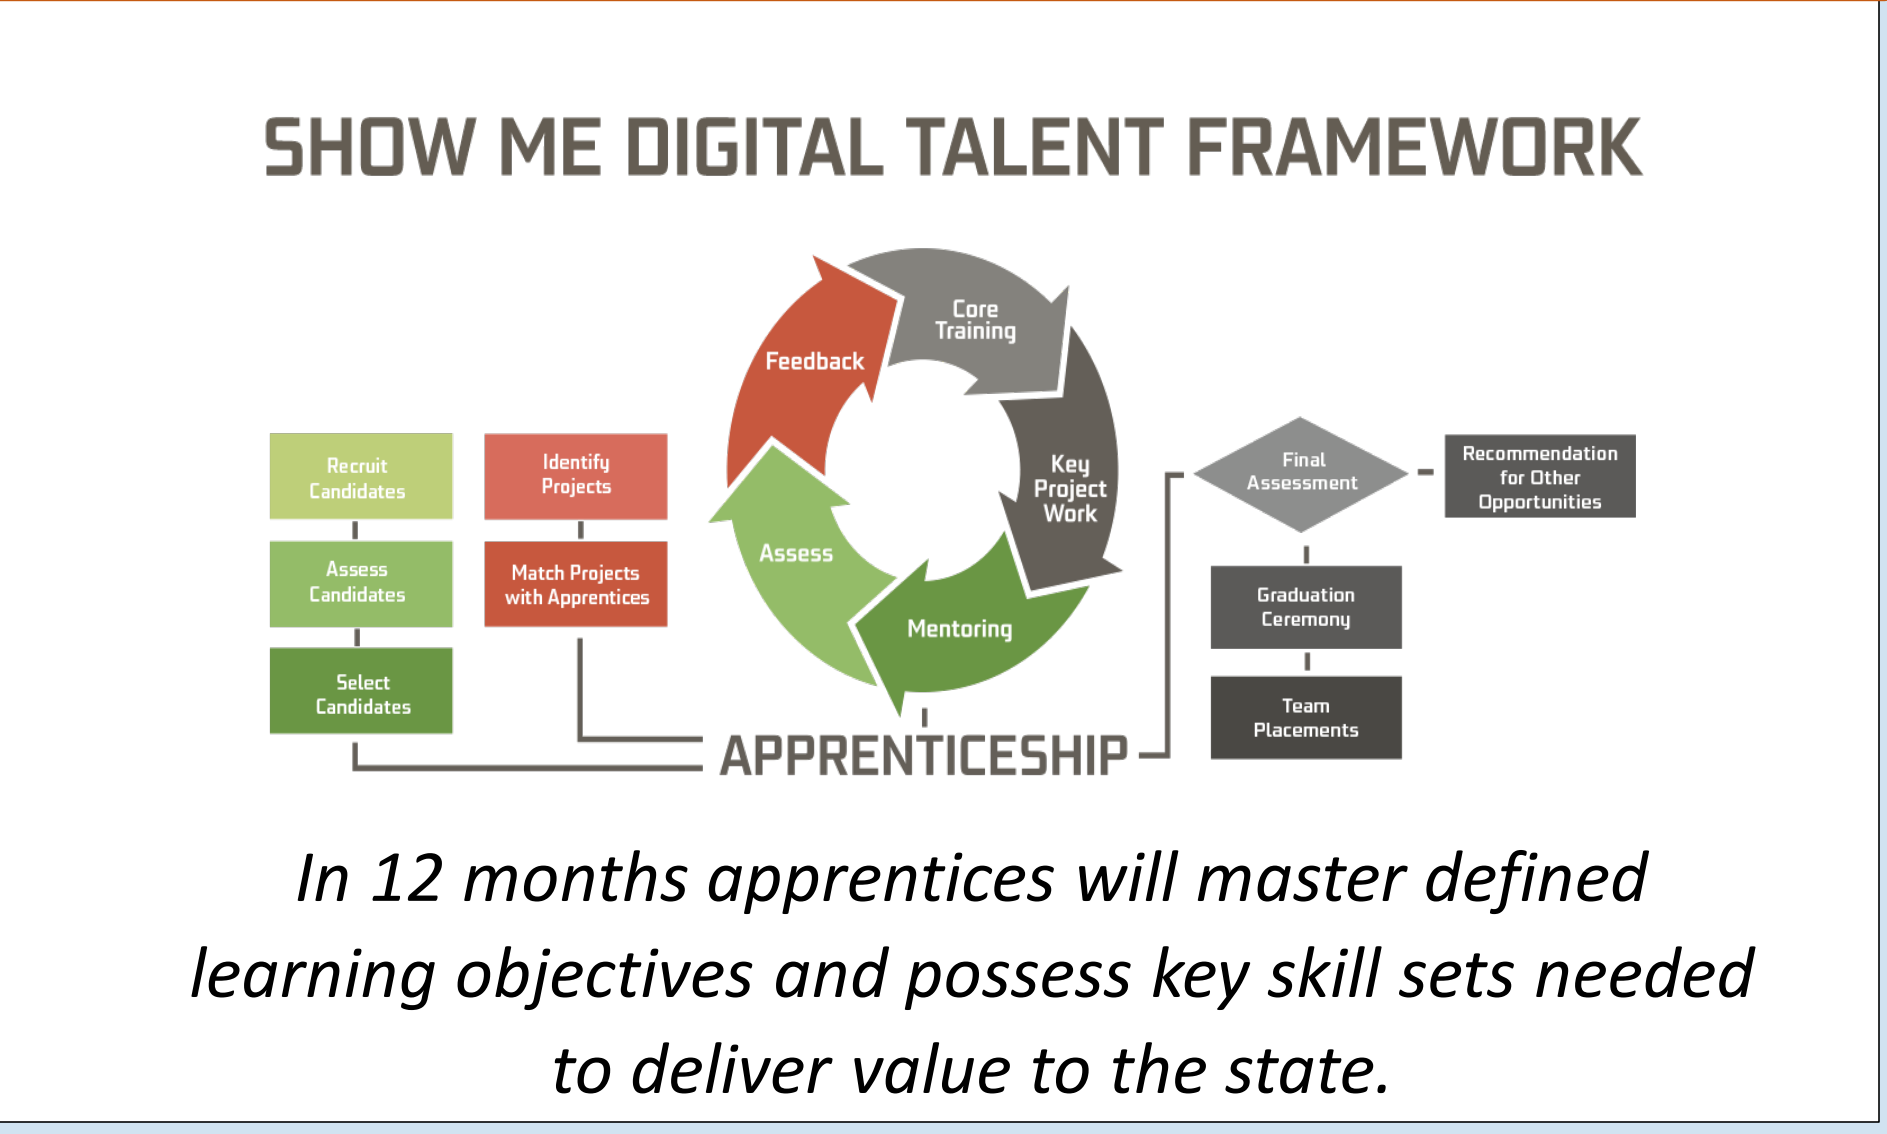 SHOW ME DIGITAL TALENT FRAMEWORK
Recruit
Candidates
Assess
Candidates
Select
Candidates
Identify
Projects
Match Projects
with Apprentices
Core
Training
Key
Project
Work
Mentoring
Assess
Feedback
APPRENTICESHIP
Final
Assessment
Recommendation
for Other
Opportunities
Graduation
Ceremony
Team
Placements
In 12 months apprentices will master defined
learning objectives and possess key skill sets needed
to deliver value to the state.